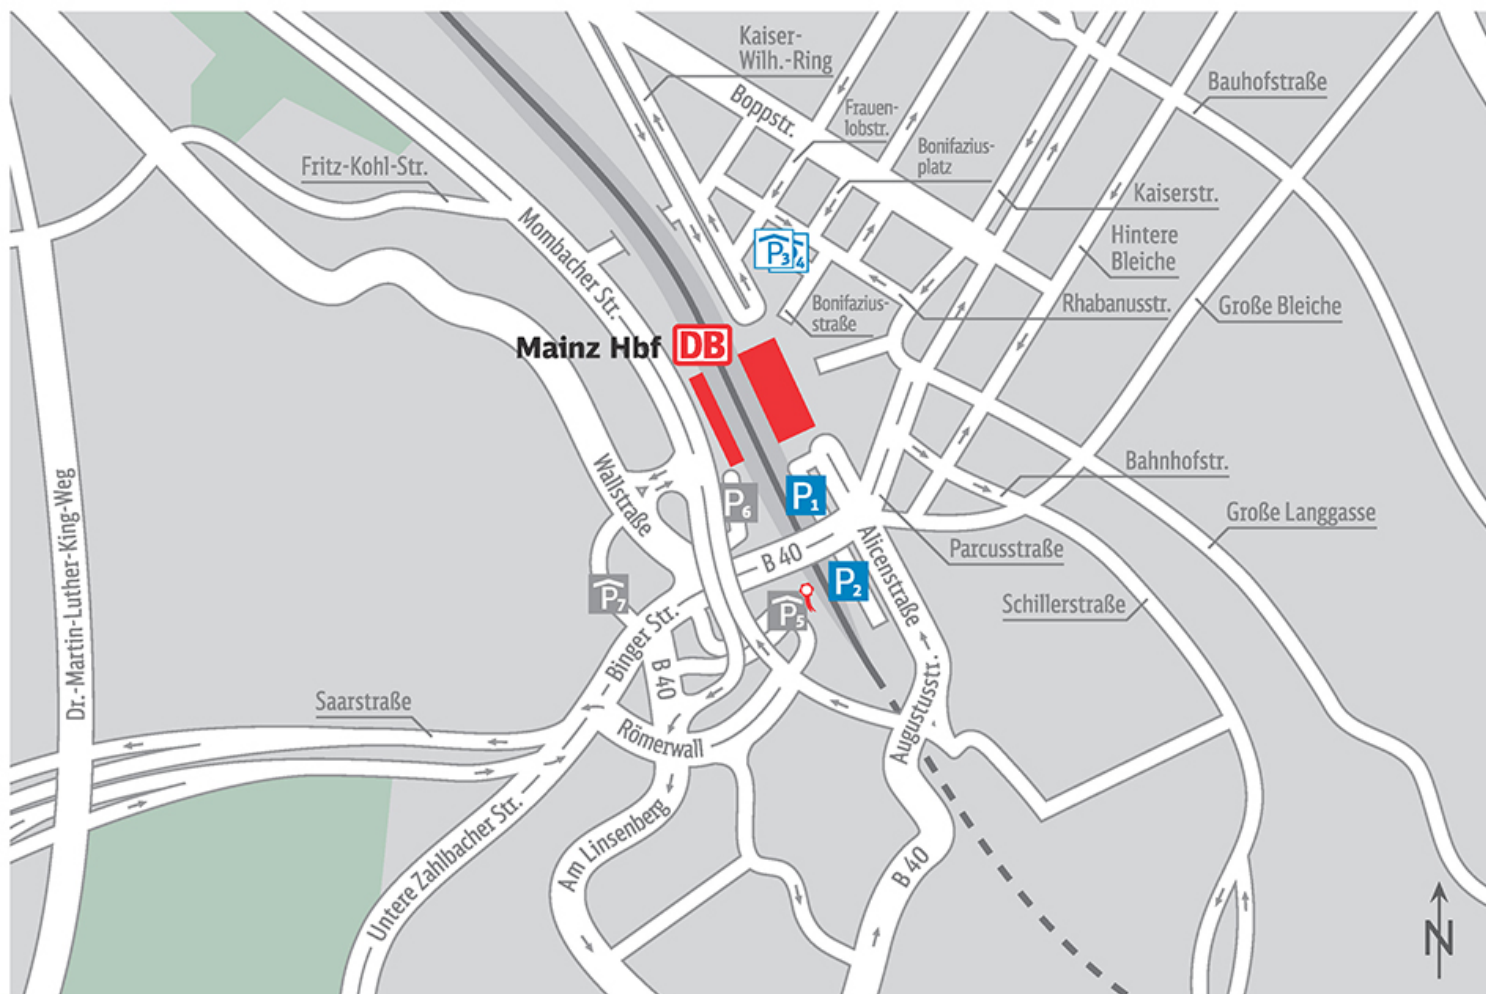 Kaiser-
Wilh.-Ring
Boppstr.
Frauen-
lobstr.
Bonifazius-
platz
Bauhofstraße
Fritz-Kohl-Str.
Mombacher Str.
Kaiserstr.
Hintere
Bleiche
P3
4
Bonifazius-
straße
Rhabanusstr.
Große Bleiche
Mainz Hbf
DB
Wallstraße
P6
P1
Bahnhofstr.
Große Langgasse
Dr.-Martin-Luther-King-Weg
B 40
Alicenstraße
Parcusstraße
P2
P7
P5
Schillerstraße
Binger Str.
B 40
Saarstraße
Römerwall
Augustusstr.
Untere Zahlbacher Str.
Am Linsenberg
B 40
N